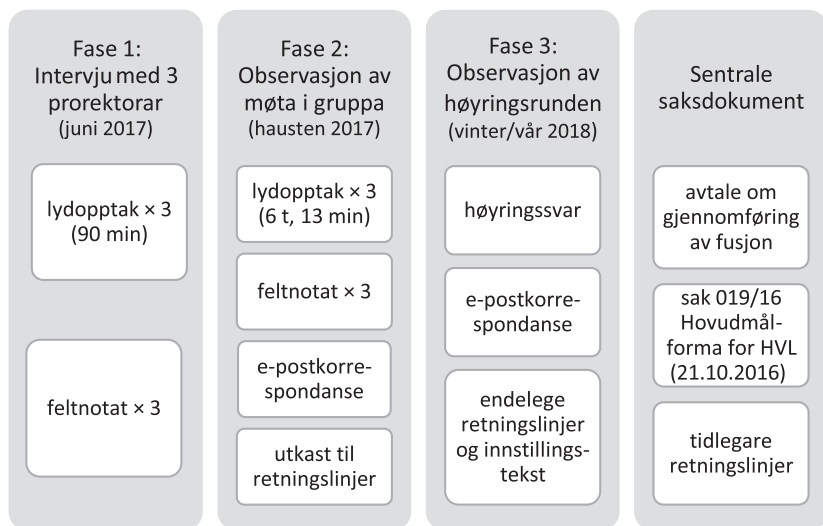 Fase 1:
Intervju med 3
prorektorar
(juni 2017)
lydopptak × 3
(90 min)
feltnotat × 3
Fase 2:
Observasjon av
møta i gruppa
(hausten 2017)
lydopptak × 3
(6 t, 13 min)
feltnotat × 3
e-postkorre-
spondanse
utkast til
retningslinjer
Fase 3:
Observasjon av
høyringsrunden
(vinter/vår 2018)
høyringssvar
e-postkorre-
spondanse
endelege
retningslinjer
og innstillings-
tekst
Sentrale
saksdokument
avtale om
gjennomføring
av fusjon
sak 019/16
Hovudmål-
forma for HVL
(21.10.2016)
tidlegare
retningslinjer